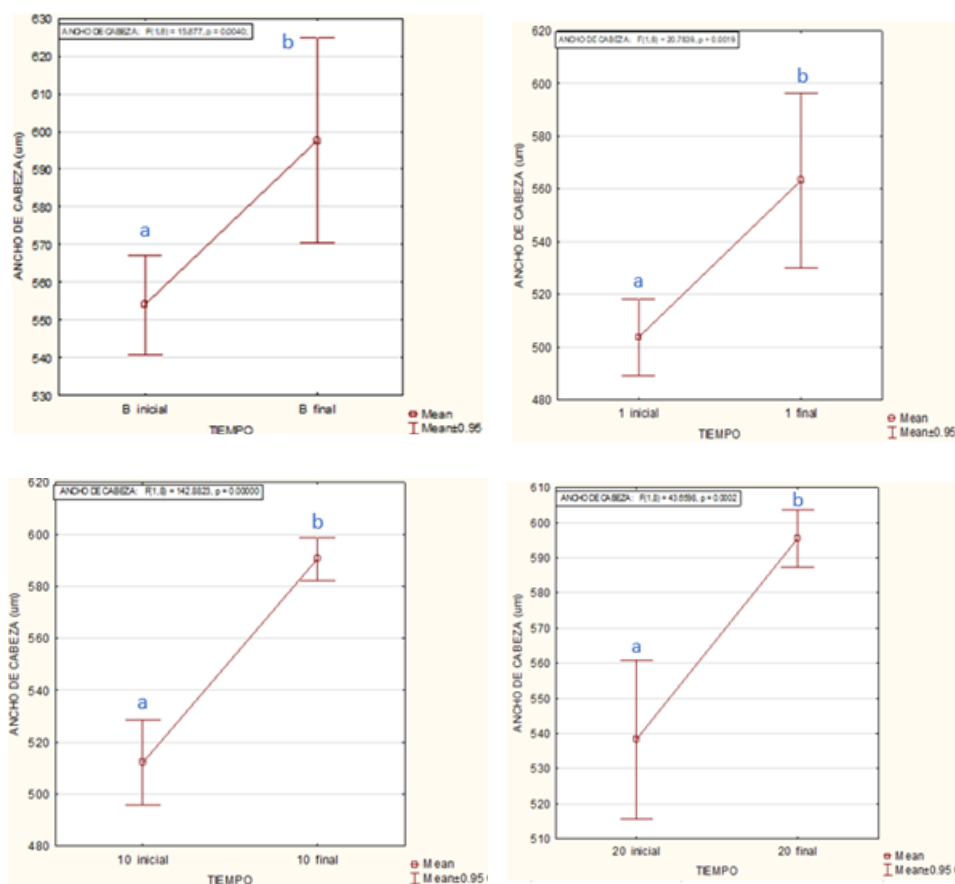 ANCHO DE CABEZA: F(1,8) = 15.877, p = 0.0040;
630
620
610
600
590
580
570
560
550
540
530
ANCHO DE CABEZA (um)
a
b
B inicial
B final
TIEMPO
Mean
Mean±0.95
ANCHO DE CABEZA: F(1,8) = 20.7839, p = 0.0019
620
600
580
560
540
520
500
480
ANCHO DE CABEZA (um)
a
b
1 inicial
1 final
TIEMPO
Mean
Mean±0.95
ANCHO DE CABEZA: F(1,8) = 142.8823, p = 0.00000
620
600
580
560
540
520
500
480
ANCHO DE CABEZA (um)
a
b
10 inicial
10 final
TIEMPO
Mean
Mean±0.95
ANCHO DE CABEZA: F(1,8) = 43.6598, p = 0.0002
610
600
590
580
570
560
550
540
530
520
510
ANCHO DE CABEZA (um)
a
b
20 inicial
20 final
TIEMPO
Mean
Mean±0.95